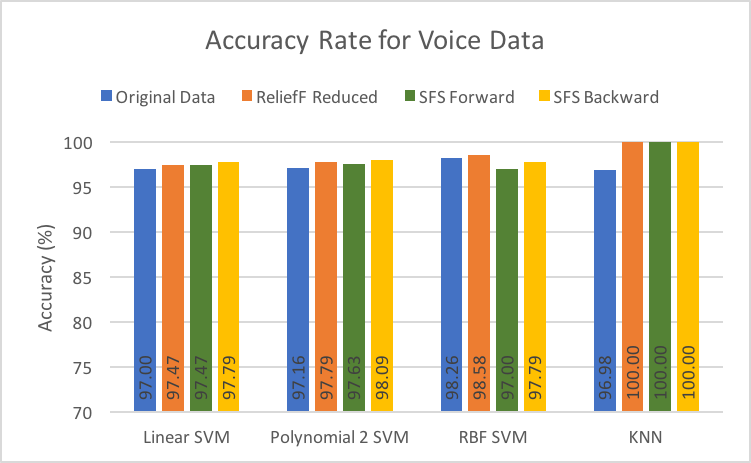 Accuracy Rate for Voice Data
Original Data ReliefF Reduced SFS Forward SFS Backward
Accuracy (%)
100
95
90
85
80
75
70
97.00 97.47 97.47 97.79 97.16 97.79 97.63 98.09 98.26 98.58 97.00 97.79 96.98 100.00 100.00 100.00
Linear SVM Polynomial 2 SVM RBF SVM KNN